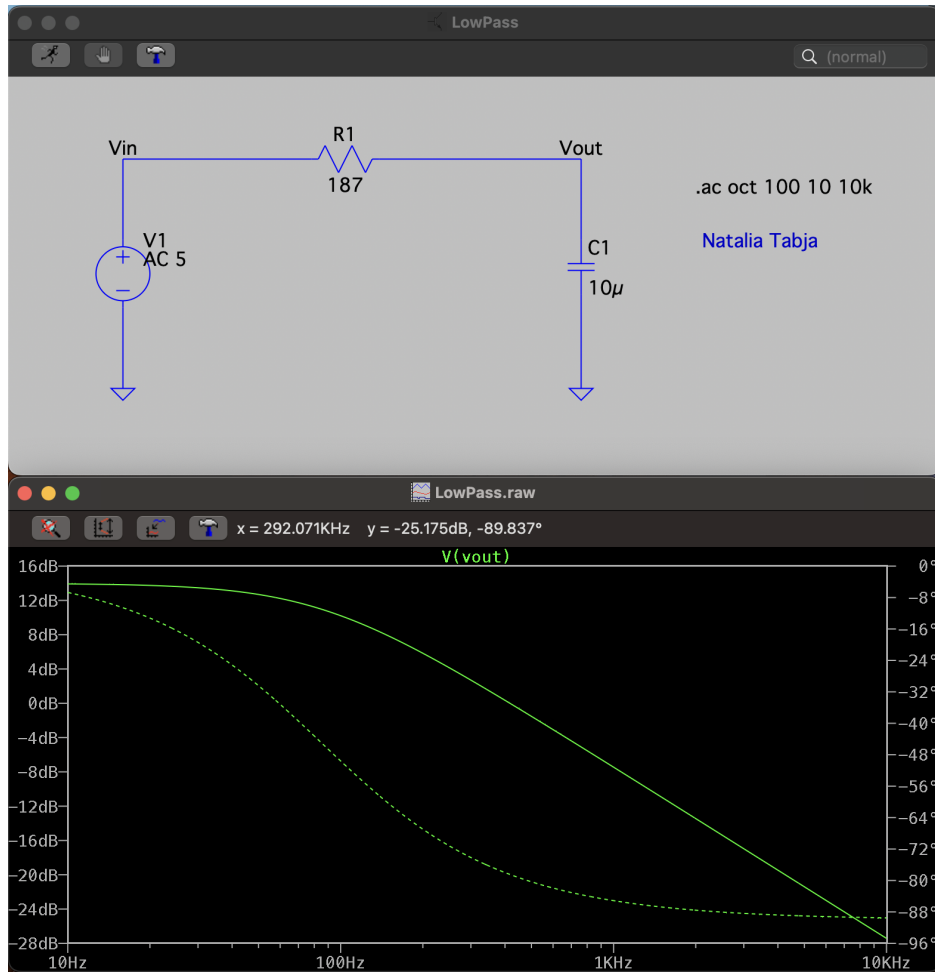 LowPass
(normal)
Vin
R1
187
Vout
.ac oct 100 10 10k
V1
AC 5
Natalia Tabja
C1
10µ
LowPass.raw
x = 292.071KHz y = -25.175dB, -89.837°
V(vout)
16dB
12dB
8dB
4dB
0dB
-4dB
-8dB
-12dB
-16dB
-20dB
-24dB
-28dB
0°
-8°
-16°
-24°
-32°
-40°
-48°
-56°
-64°
-72°
-80°
-88°
-96°
10Hz
100Hz
1KHz
10KHz